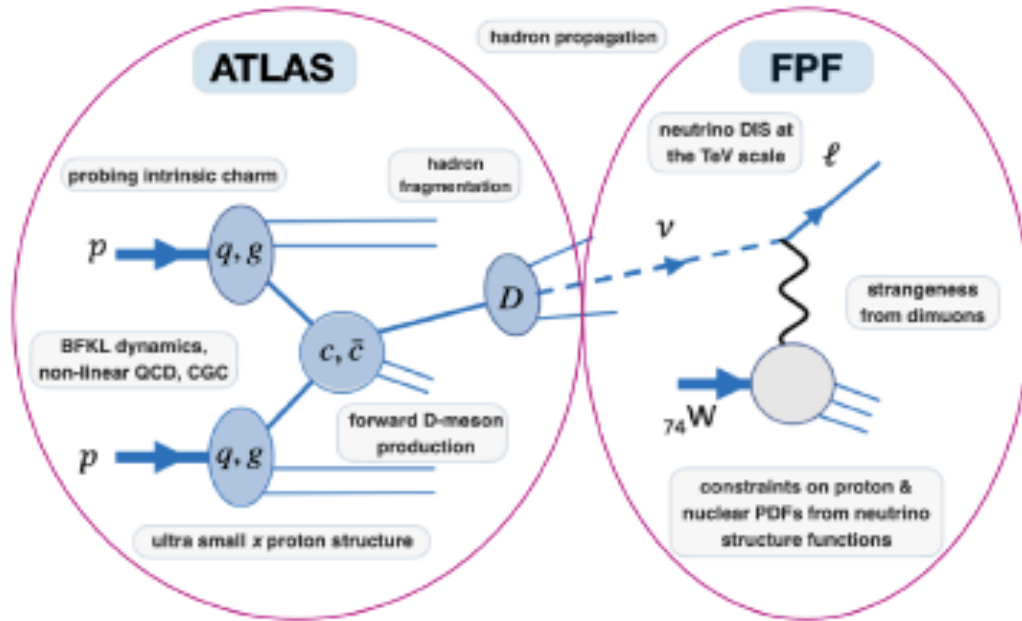 hadron propagation
ATLAS
FPF
neutrino DIS at
the TeV scale
ℓ
probing intrinsic charm
hadron
fragmentation
p
q, g
ν
D
strangeness
from dimuons
BFKL dynamics,
non-linear QCD, CGC
c, c̄
forward D-meson
production
₇₄W
p
q, g
constraints on proton &
nuclear PDFs from neutrino
structure functions
ultra small x proton structure